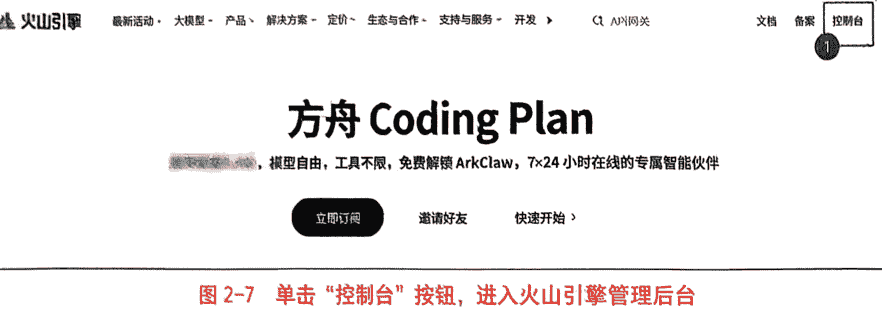 火山引擎 最新活动 大模型 产品 解决方案 定价 生态与合作 支持与服务 开发 API网关 文档 备案 控制台
1
方舟 Coding Plan
，模型自由，工具不限，免费解锁 ArkClaw，7×24 小时在线的专属智能伙伴
立即订阅 邀请好友 快速开始
图 2-7 单击“控制台”按钮，进入火山引擎管理后台